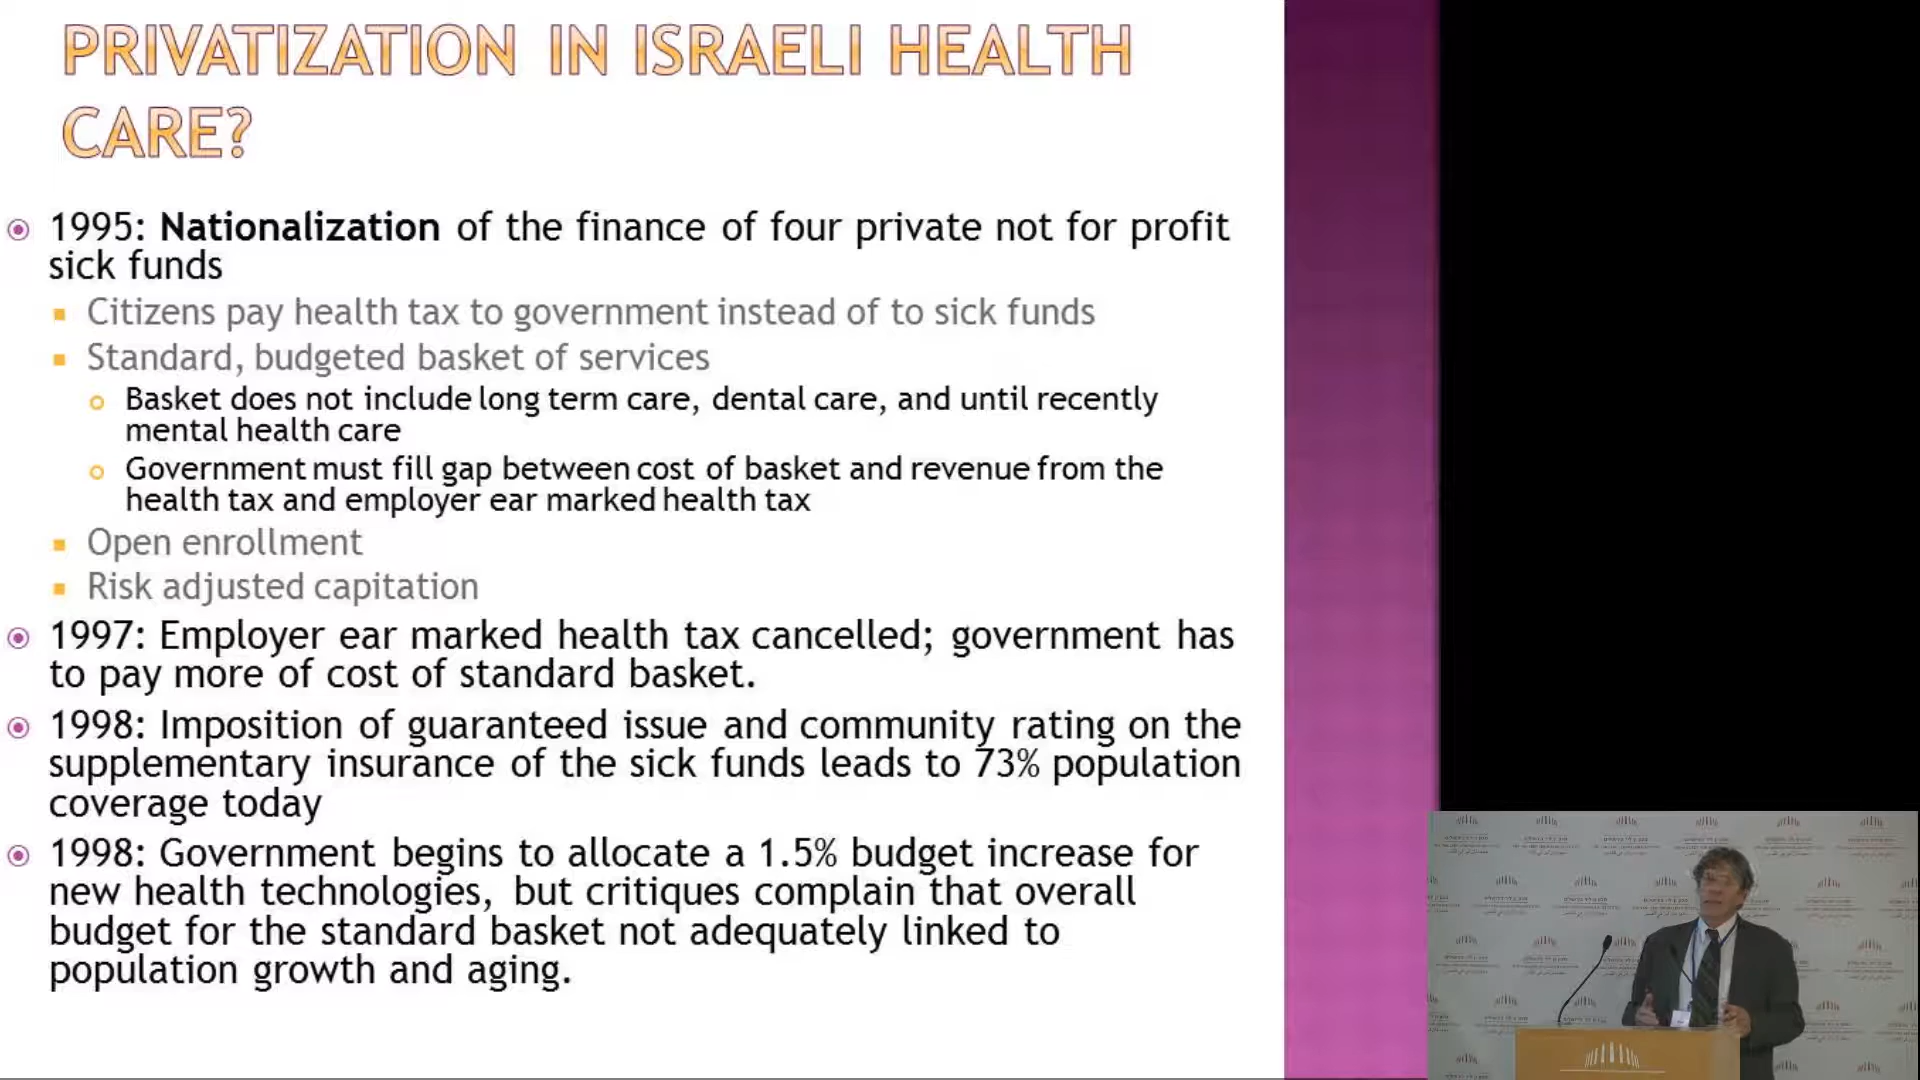 PRIVATIZATION IN ISRAELI HEALTH
CARE?
1995: Nationalization of the finance of four private not for profit
sick funds
Citizens pay health tax to government instead of to sick funds
Standard, budgeted basket of services
Basket does not include long term care, dental care, and until recently
mental health care
Government must fill gap between cost of basket and revenue from the
health tax and employer ear marked health tax
Open enrollment
Risk adjusted capitation
1997: Employer ear marked health tax cancelled; government has
to pay more of cost of standard basket.
1998: Imposition of guaranteed issue and community rating on the
supplementary insurance of the sick funds leads to 73% population
coverage today
1998: Government begins to allocate a 1.5% budget increase for
new health technologies, but critiques complain that overall
budget for the standard basket not adequately linked to
population growth and aging.